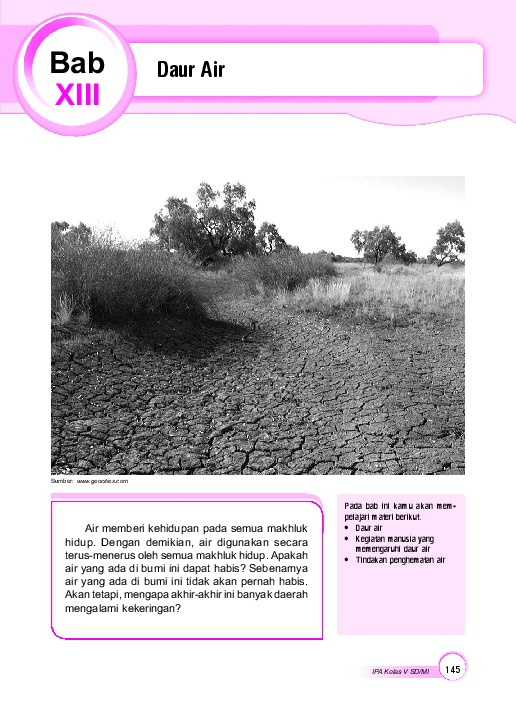 Bab
XIII
Daur Air
Sumber: www.geocities.com
Air memberi kehidupan pada semua makhluk
hidup. Dengan demikian, air digunakan secara
terus-menerus oleh semua makhluk hidup. Apakah
air yang ada di bumi ini dapat habis? Sebenarnya
air yang ada di bumi ini tidak akan pernah habis.
Akan tetapi, mengapa akhir-akhir ini banyak daerah
mengalami kekeringan?
Pada bab ini kamu akan mem-
pelajari materi berikut.
• Daur air
• Kegiatan manusia yang
memengaruhi daur air
• Tindakan penghematan air
IPA Kelas V SD/MI
145